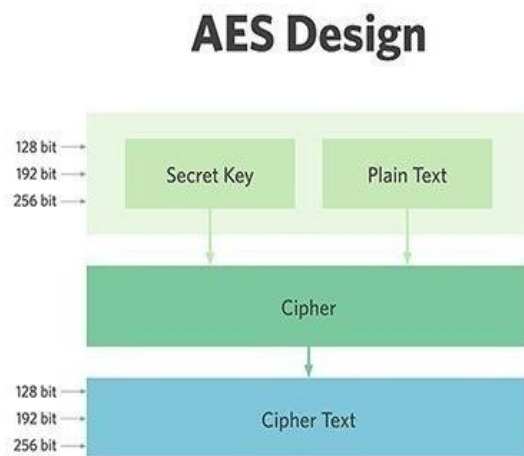 AES Design
128 bit
192 bit
256 bit
Secret Key
Plain Text
Cipher
128 bit
192 bit
256 bit
Cipher Text